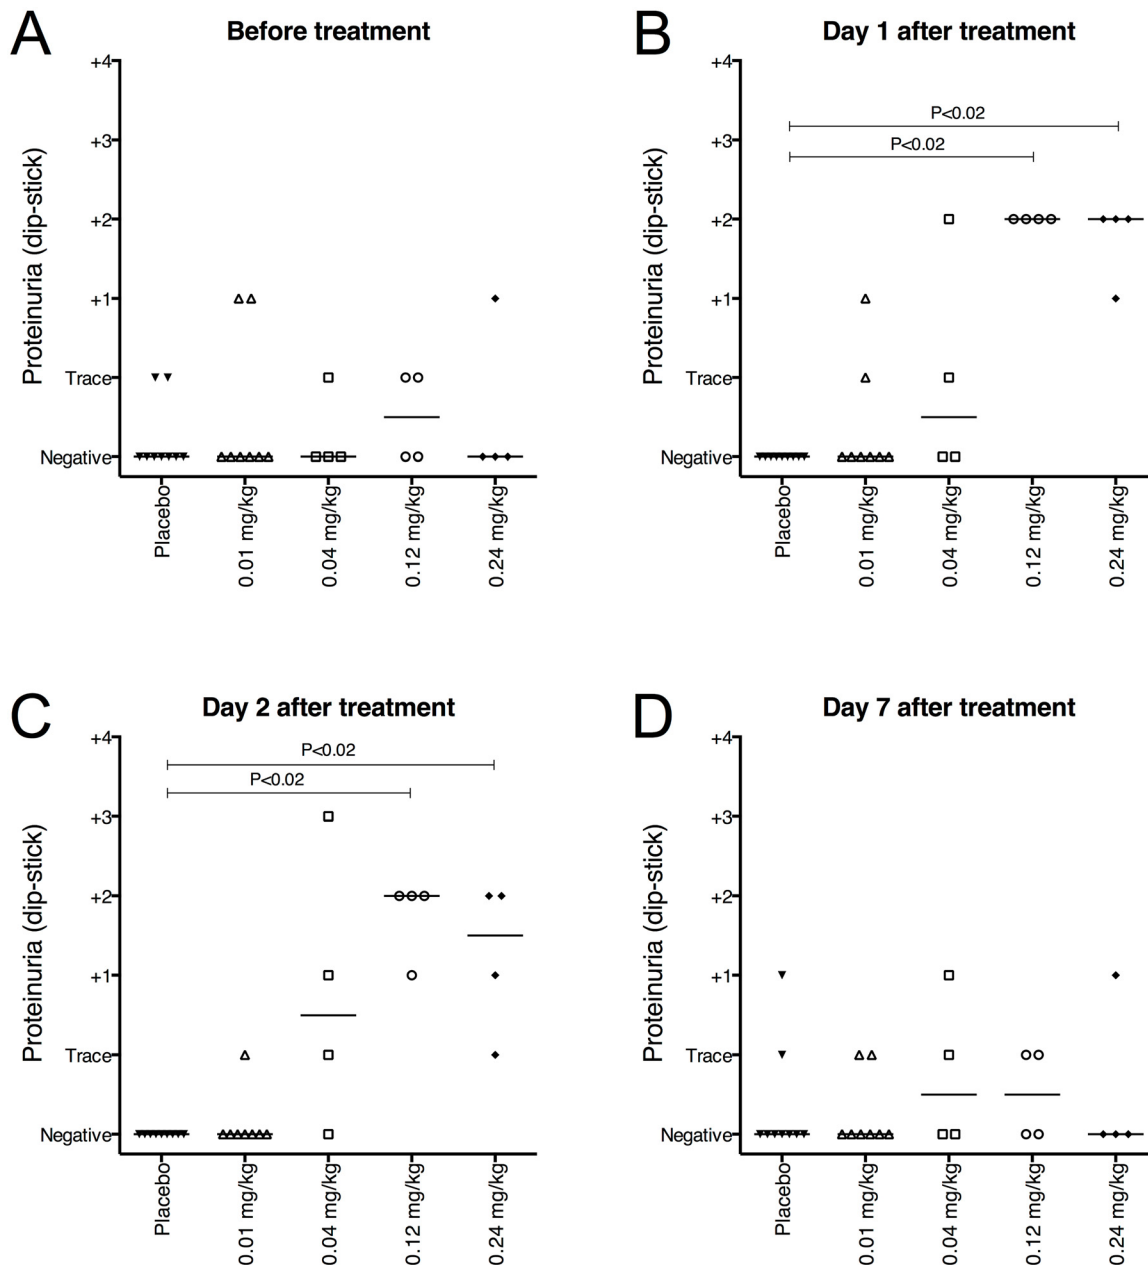 A
Before treatment
Proteinuria (dip-stick)
+4
+3
+2
+1
Trace
Negative
Placebo
0.01 mg/kg
0.04 mg/kg
0.12 mg/kg
0.24 mg/kg
B
Day 1 after treatment
Proteinuria (dip-stick)
+4
+3
+2
+1
Trace
Negative
P<0.02
P<0.02
Placebo
0.01 mg/kg
0.04 mg/kg
0.12 mg/kg
0.24 mg/kg
C
Day 2 after treatment
Proteinuria (dip-stick)
+4
+3
+2
+1
Trace
Negative
P<0.02
P<0.02
Placebo
0.01 mg/kg
0.04 mg/kg
0.12 mg/kg
0.24 mg/kg
D
Day 7 after treatment
Proteinuria (dip-stick)
+4
+3
+2
+1
Trace
Negative
Placebo
0.01 mg/kg
0.04 mg/kg
0.12 mg/kg
0.24 mg/kg